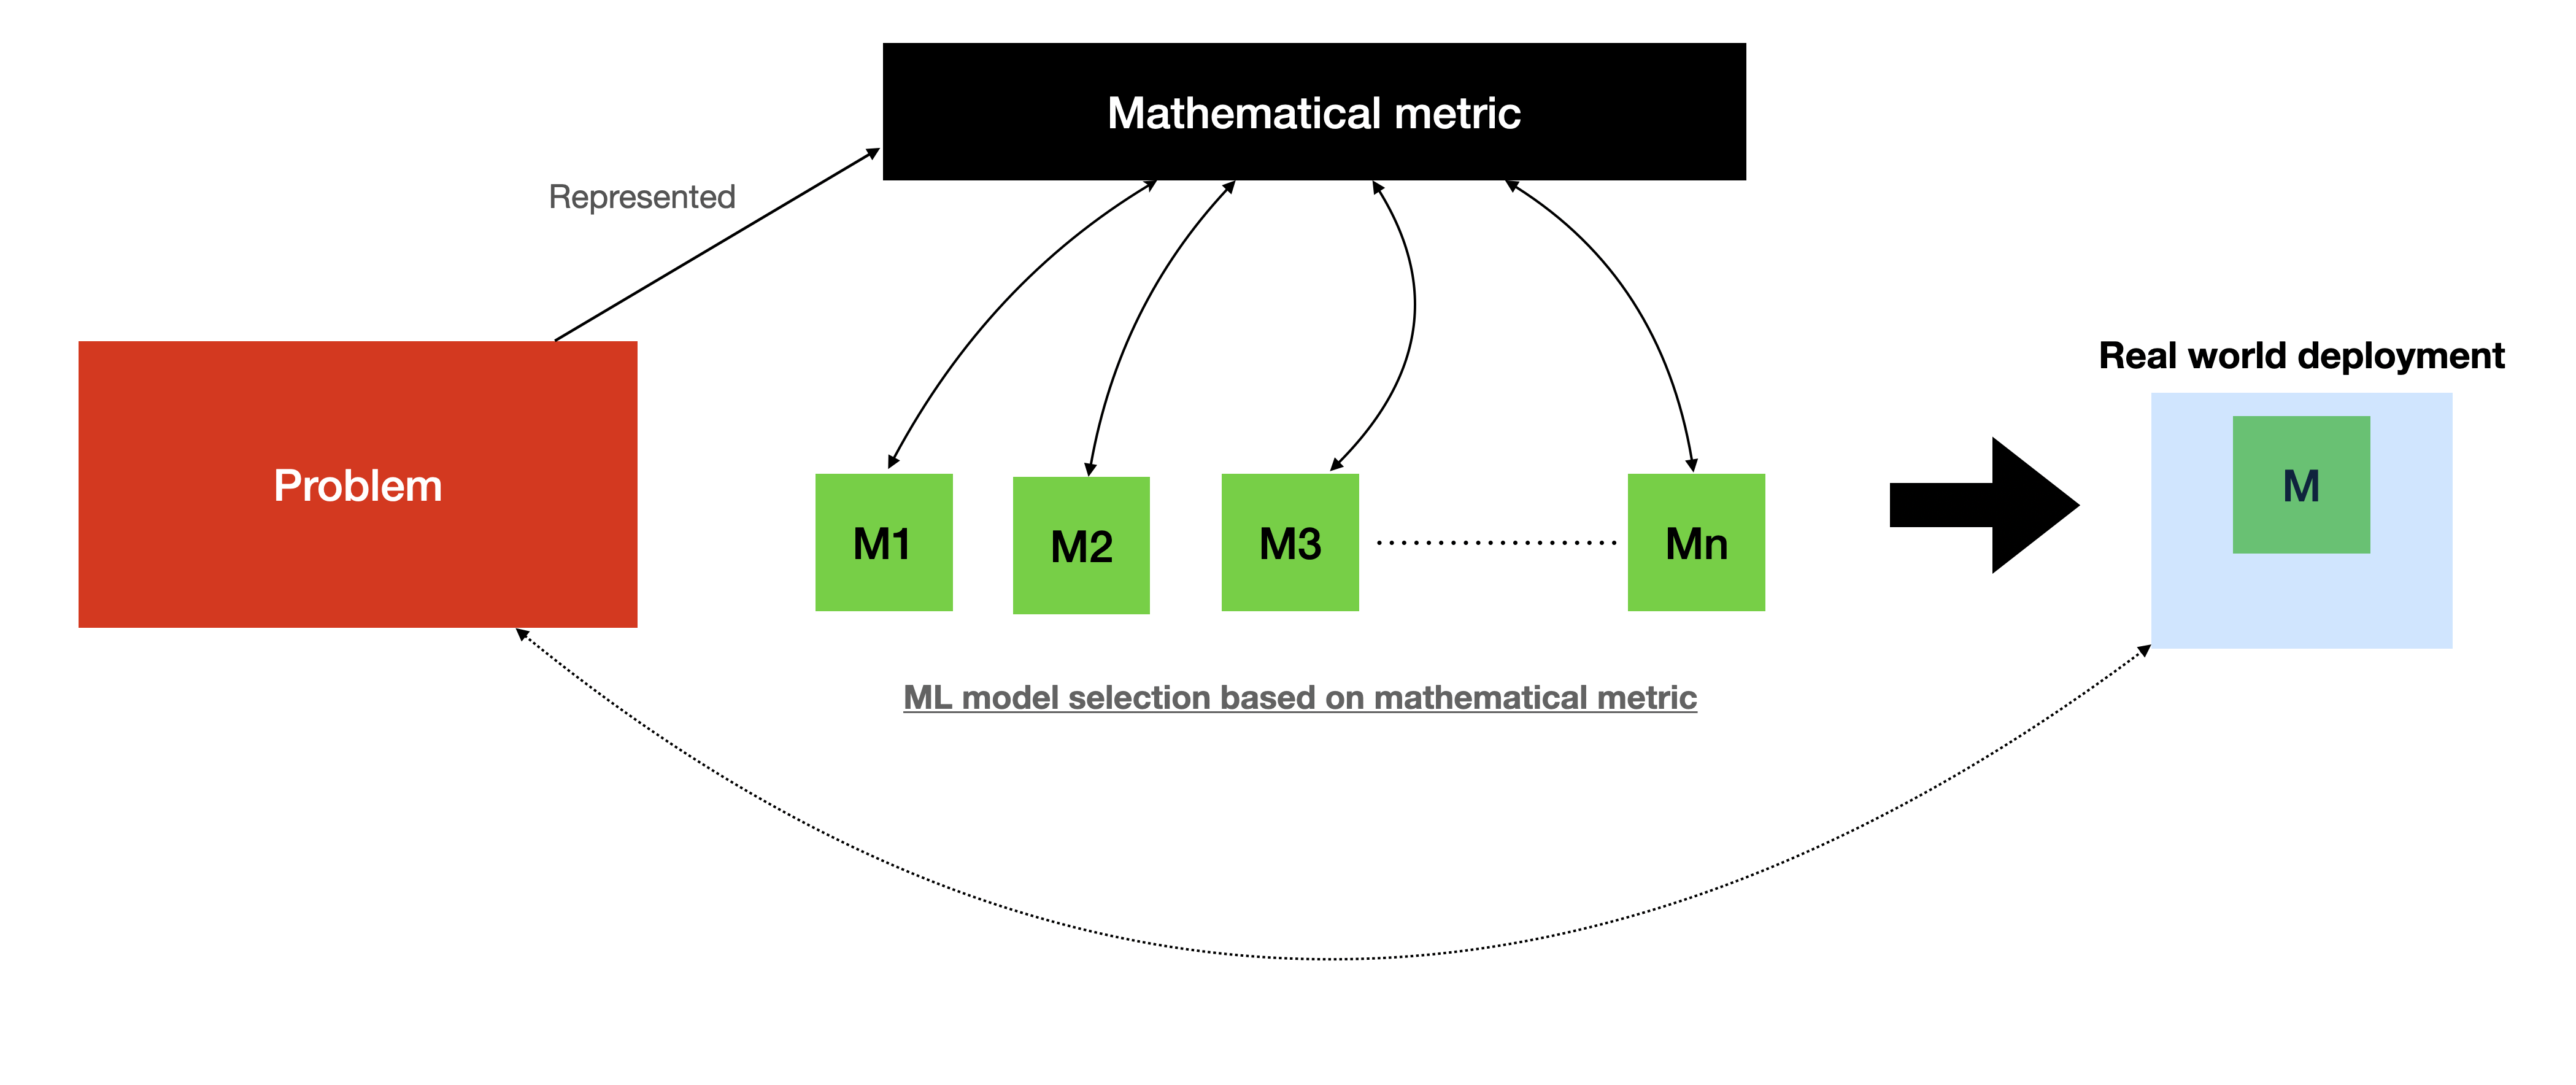 Mathematical metric
Represented
Problem
M1
M2
M3
Mn
ML model selection based on mathematical metric
Real world deployment
M